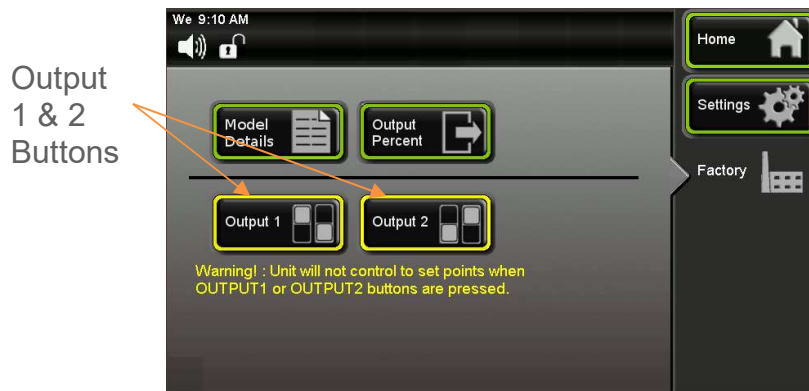 Output
1 & 2
Buttons
We 9:10 AM
Home
Settings
Factory
Model
Details
Output
Percent
Output 1
Output 2
Warning! : Unit will not control to set points when
OUTPUT1 or OUTPUT2 buttons are pressed.